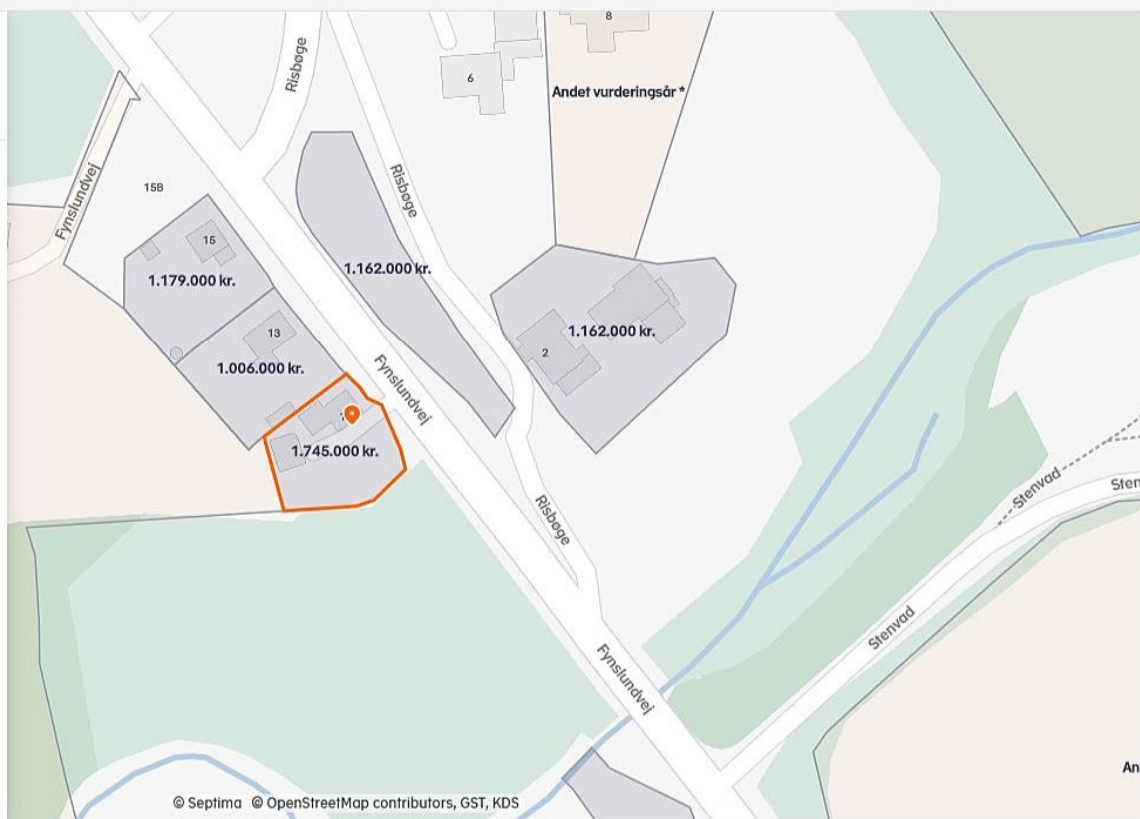 8
Risbøge
6
Andet vurderingsår *
Fynslundvej
15B
Risbøge
15
1.179.000 kr.
1.162.000 kr.
13
1.162.000 kr.
2
1.006.000 kr.
Fynslundvej
1.745.000 kr.
Stenvad
Sten
Risbøge
Stenvad
Fynslundvej
An
© Septima © OpenStreetMap contributors, GST, KDS